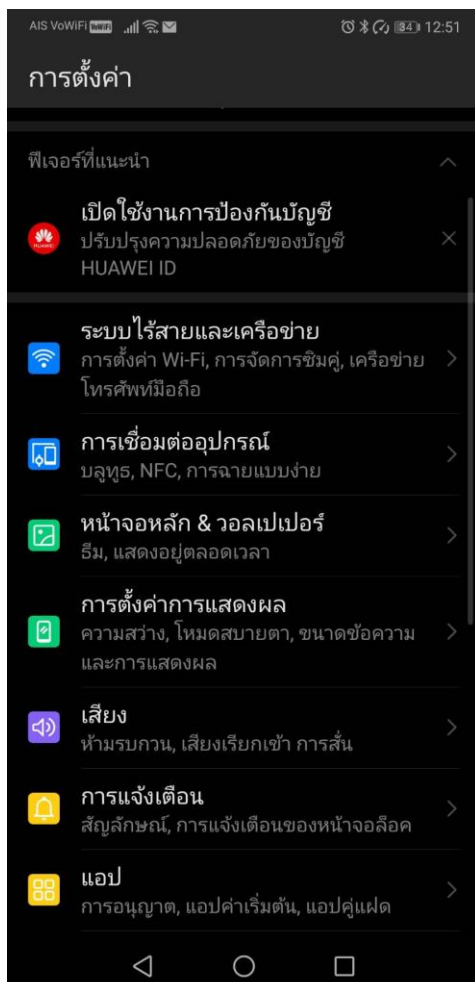 AIS VoWiFi VoWiFi 34 12:51
การตั้งค่า
ฟีเจอร์ที่แนะนำ
เปิดใช้งานการป้องกันบัญชี
ปรับปรุงความปลอดภัยของบัญชี
HUAWEI ID
HUAWEI
ระบบไร้สายและเครือข่าย
การตั้งค่า Wi-Fi, การจัดการซิมคู่, เครือข่าย
โทรศัพท์มือถือ
การเชื่อมต่ออุปกรณ์
บลูทูธ, NFC, การฉายแบบง่าย
หน้าจอหลัก & วอลเปเปอร์
ธีม, แสดงอยู่ตลอดเวลา
การตั้งค่าการแสดงผล
ความสว่าง, โหมดสบายตา, ขนาดข้อความ
และการแสดงผล
เสียง
ห้ามรบกวน, เสียงเรียกเข้า การสั่น
การแจ้งเตือน
สัญลักษณ์, การแจ้งเตือนของหน้าจอล็อค
แอป
การอนุญาต, แอปค่าเริ่มต้น, แอปคู่แฝด